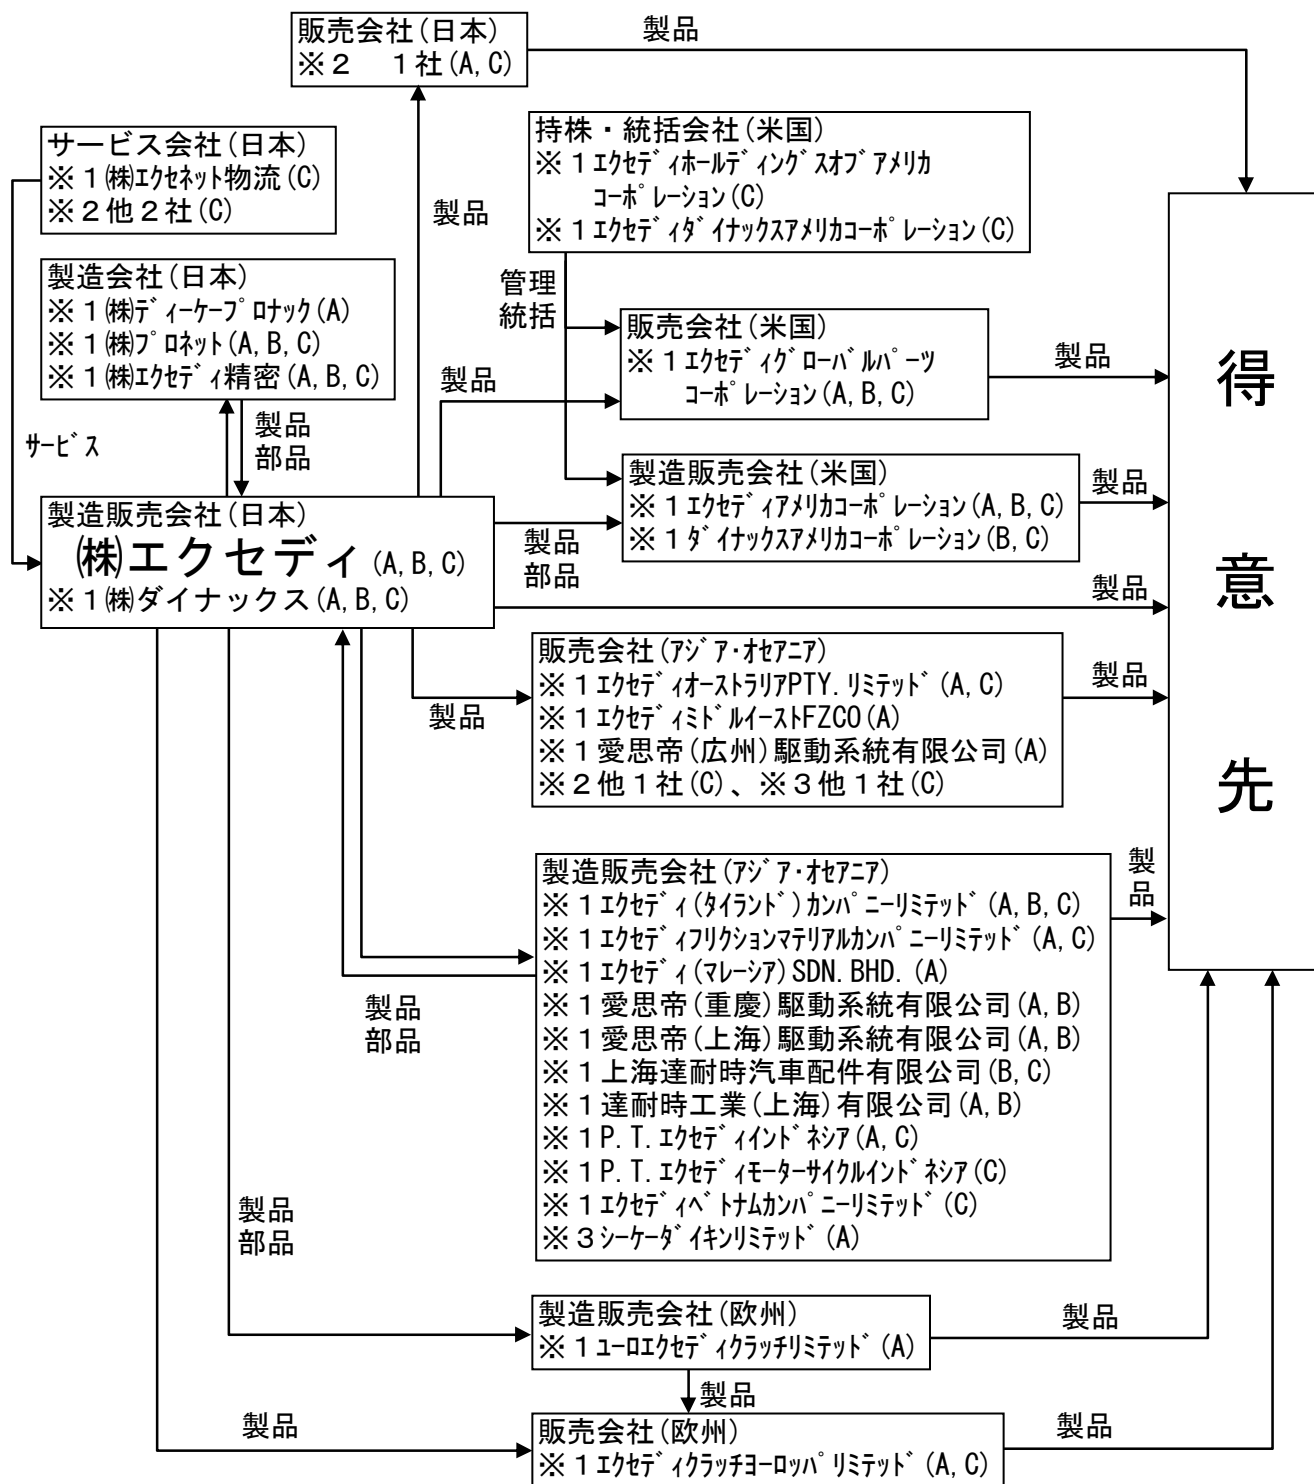 販売会社(日本)
※2 1社(A,C)
製品
サービス会社(日本)
※1㈱エクセネット物流(C)
※2他2社(C)
製品
持株・統括会社(米国)
※1エクセディホールディングスオブアメリカ
コーポレーション(C)
※1エクセディダイナックスアメリカコーポレーション(C)
管理
統括
製造会社(日本)
※1㈱ディーケープロナック(A)
※1㈱プロネット(A,B,C)
※1㈱エクセディ精密(A,B,C)
製品
部品
サービス
製品
販売会社(米国)
※1エクセディグローバルパーツ
コーポレーション(A,B,C)
製品
得意先
製造販売会社(日本)
㈱エクセディ(A,B,C)
※1㈱ダイナックス(A,B,C)
製品
部品
製造販売会社(米国)
※1エクセディアメリカコーポレーション(A,B,C)
※1ダイナックスアメリカコーポレーション(B,C)
製品
製品
製品
販売会社(アジア・オセアニア)
※1エクセディオーストラリアPTY.リミテッド(A,C)
※1エクセディミドルイーストFZCO(A)
※1愛思帝(広州)駆動系統有限公司(A)
※2他1社(C)、※3他1社(C)
製品
製品
部品
製造販売会社(アジア・オセアニア)
※1エクセディ(タイランド)カンパニーリミテッド(A,B,C)
※1エクセディフリクションマテリアルカンパニーリミテッド(A,C)
※1エクセディ(マレーシア)SDN.BHD.(A)
※1愛思帝(重慶)駆動系統有限公司(A,B)
※1愛思帝(上海)駆動系統有限公司(A,B)
※1上海達耐時汽車配件有限公司(B,C)
※1達耐時工業(上海)有限公司(A,B)
※1P.T.エクセディインドネシア(A,C)
※1P.T.エクセディモーターサイクルインドネシア(C)
※1エクセディベトナムカンパニーリミテッド(C)
※3シーケーダイキンリミテッド(A)
製品
製品
部品
製造販売会社(欧州)
※1ユーロエクセディクラッチリミテッド(A)
製品
製品
製品
販売会社(欧州)
※1エクセディクラッチヨーロッパリミテッド(A,C)
製品